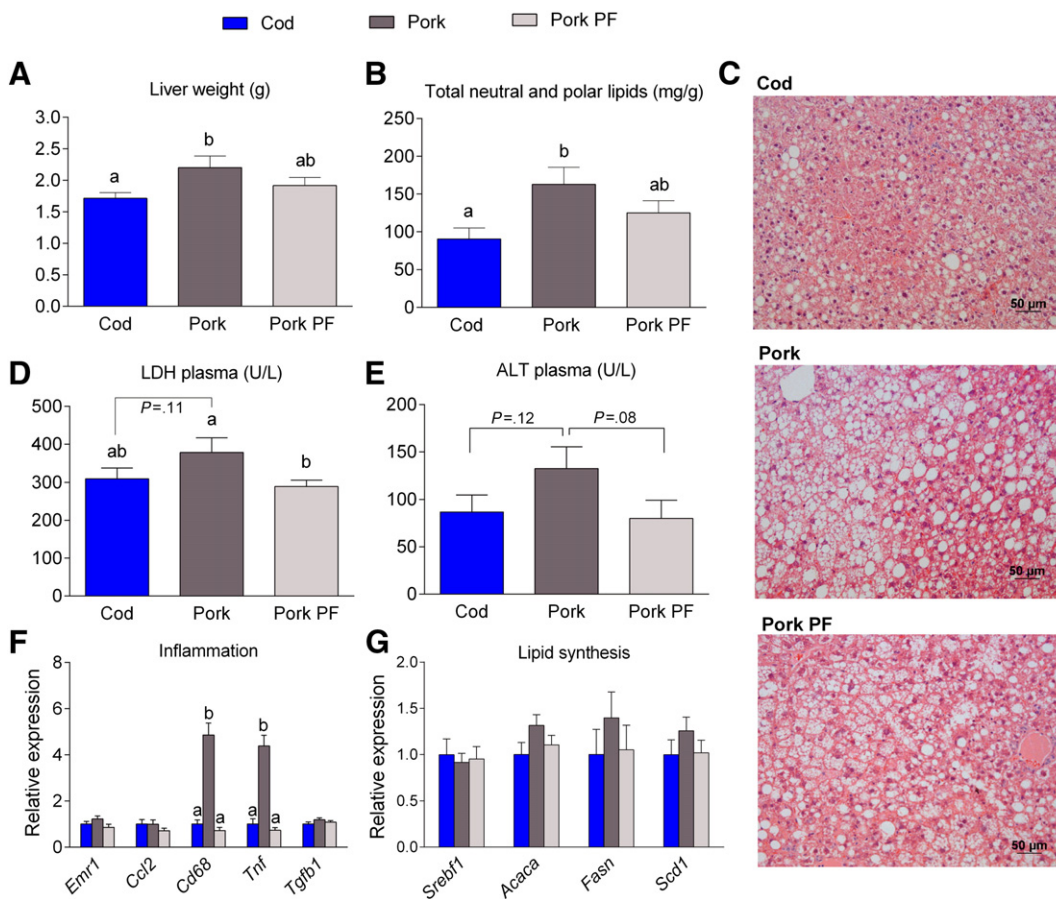 Cod Pork Pork PF
A
Liver weight (g)
3.0
2.5
2.0
1.5
1.0
0.5
0.0
a
b
ab
Cod Pork Pork PF
B
Total neutral and polar lipids (mg/g)
250
200
150
100
50
0
a
b
ab
Cod Pork Pork PF
C
Cod
50 µm
Pork
50 µm
Pork PF
50 µm
D
LDH plasma (U/L)
500
400
300
200
100
0
P=.11
ab
a
b
Cod Pork Pork PF
E
ALT plasma (U/L)
200
150
100
50
0
P=.12
P=.08
Cod Pork Pork PF
F
Inflammation
Relative expression
8
6
4
2
0
a b a
a b a
Emr1 Ccl2 Cd68 Tnf Tgfb1
G
Lipid synthesis
Relative expression
2.0
1.5
1.0
0.5
0.0
Srebf1 Acaca Fasn Scd1